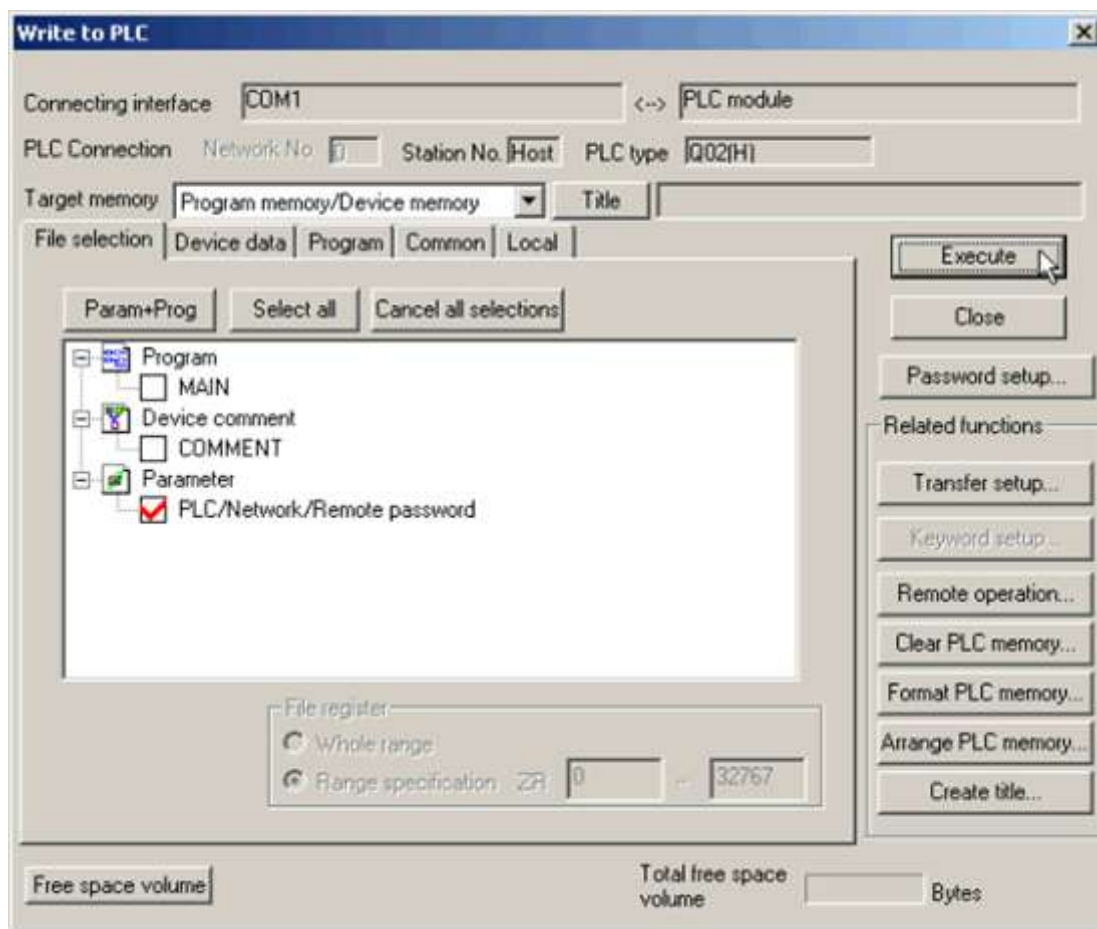 Write to PLC
Connecting interface COM1 <--> PLC module
PLC Connection Network No. 0 Station No. Host PLC type Q02(H)
Target memory Program memory/Device memory Title
File selection Device data Program Common Local
Execute
Param+Prog Select all Cancel all selections
Close
Program
MAIN
Password setup...
Device comment
COMMENT
Related functions
Parameter
PLC/Network/Remote password
Transfer setup...
Keyword setup...
Remote operation...
Clear PLC memory...
Format PLC memory...
File register
Whole range
Arrange PLC memory...
Range specification ZR 0 -- 32767
Create title...
Free space volume
Total free space
volume Bytes